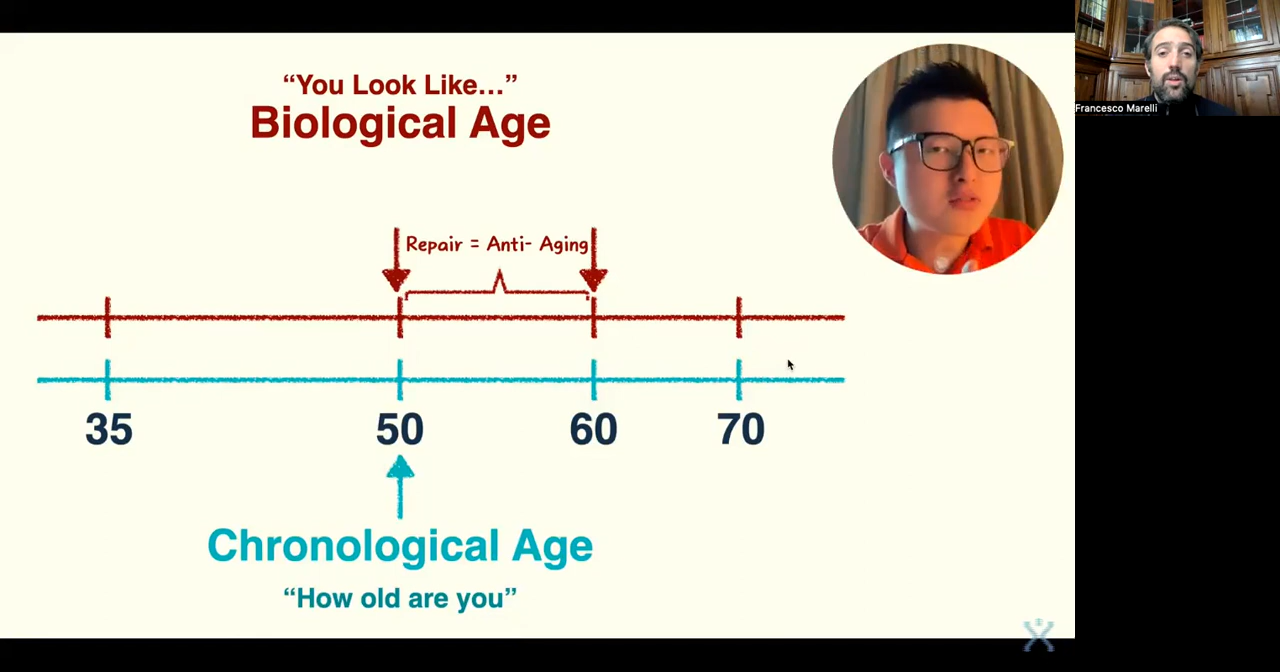 “You Look Like...”
Biological Age
Francesco Marelli
Repair = Anti- Aging
35 50 60 70
Chronological Age
“How old are you”